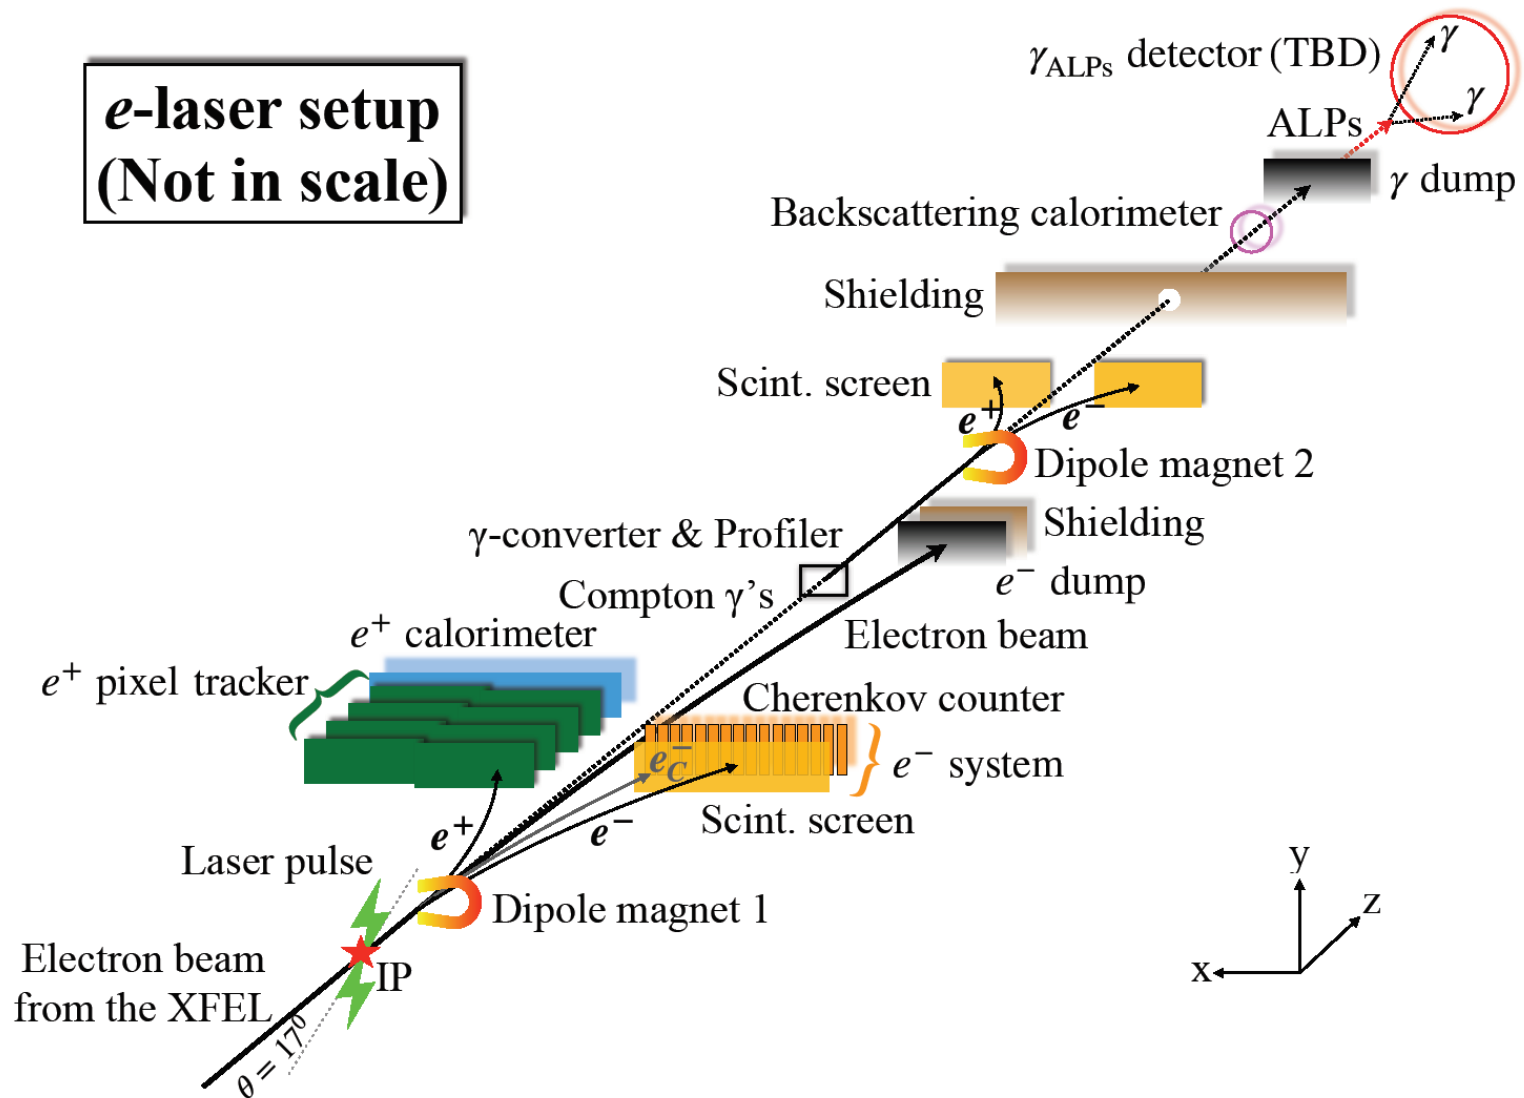 e-laser setup
(Not in scale)
γALPs detector (TBD)
γ
γ
ALPs
γ dump
Backscattering calorimeter
Shielding
Scint. screen
e⁺
e⁻
Dipole magnet 2
Shielding
γ-converter & Profiler
e⁻ dump
Compton γ's
Electron beam
e⁺ calorimeter
e⁺ pixel tracker
Cherenkov counter
e⁻C
e⁻ system
Scint. screen
e⁺
e⁻
Laser pulse
Dipole magnet 1
y
z
x
Electron beam
from the XFEL
IP
θ = 17⁰